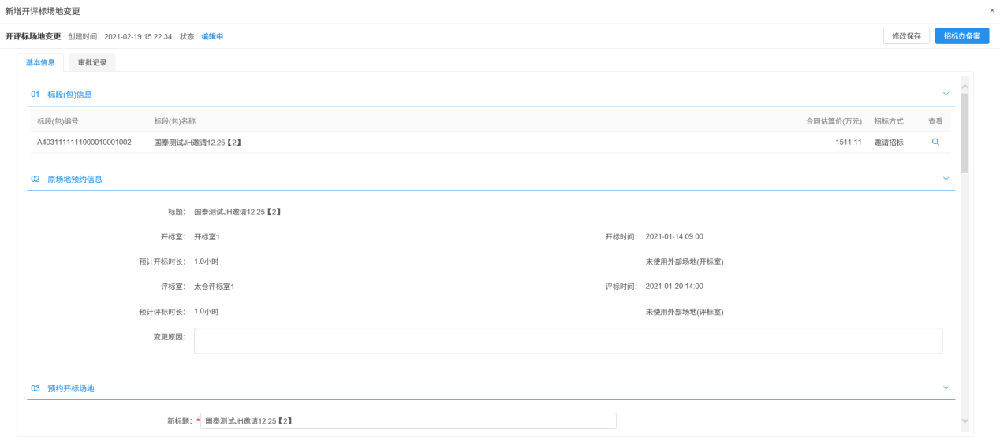 新增开评标场地变更 ×
开评标场地变更 创建时间：2021-02-19 15:22:34 状态：编辑中 修改保存 招标办备案
基本信息 审批记录
01 标段(包)信息
标段(包)编号 标段(包)名称 合同估算价(万元) 招标方式 查看
A4031111111000010001002 国泰测试JH邀请12.25【2】 1511.11 邀请招标
02 原场地预约信息
标题： 国泰测试JH邀请12.25【2】
开标室： 开标室1 开标时间： 2021-01-14 09:00
预计开标时长： 1.0小时 未使用外部场地(开标室)
评标室： 太仓评标室1 评标时间： 2021-01-20 14:00
预计评标时长： 1.0小时 未使用外部场地(评标室)
变更原因：
03 预约开标场地
新标题：* 国泰测试JH邀请12.25【2】